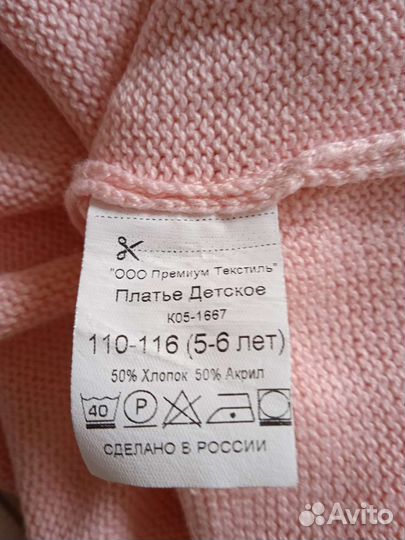 "ООО Премиум Текстиль"
Платье Детское
К05-1667
110-116 (5-6 лет)
50% Хлопок 50% Акрил
40 P
СДЕЛАНО В РОССИИ
Avito